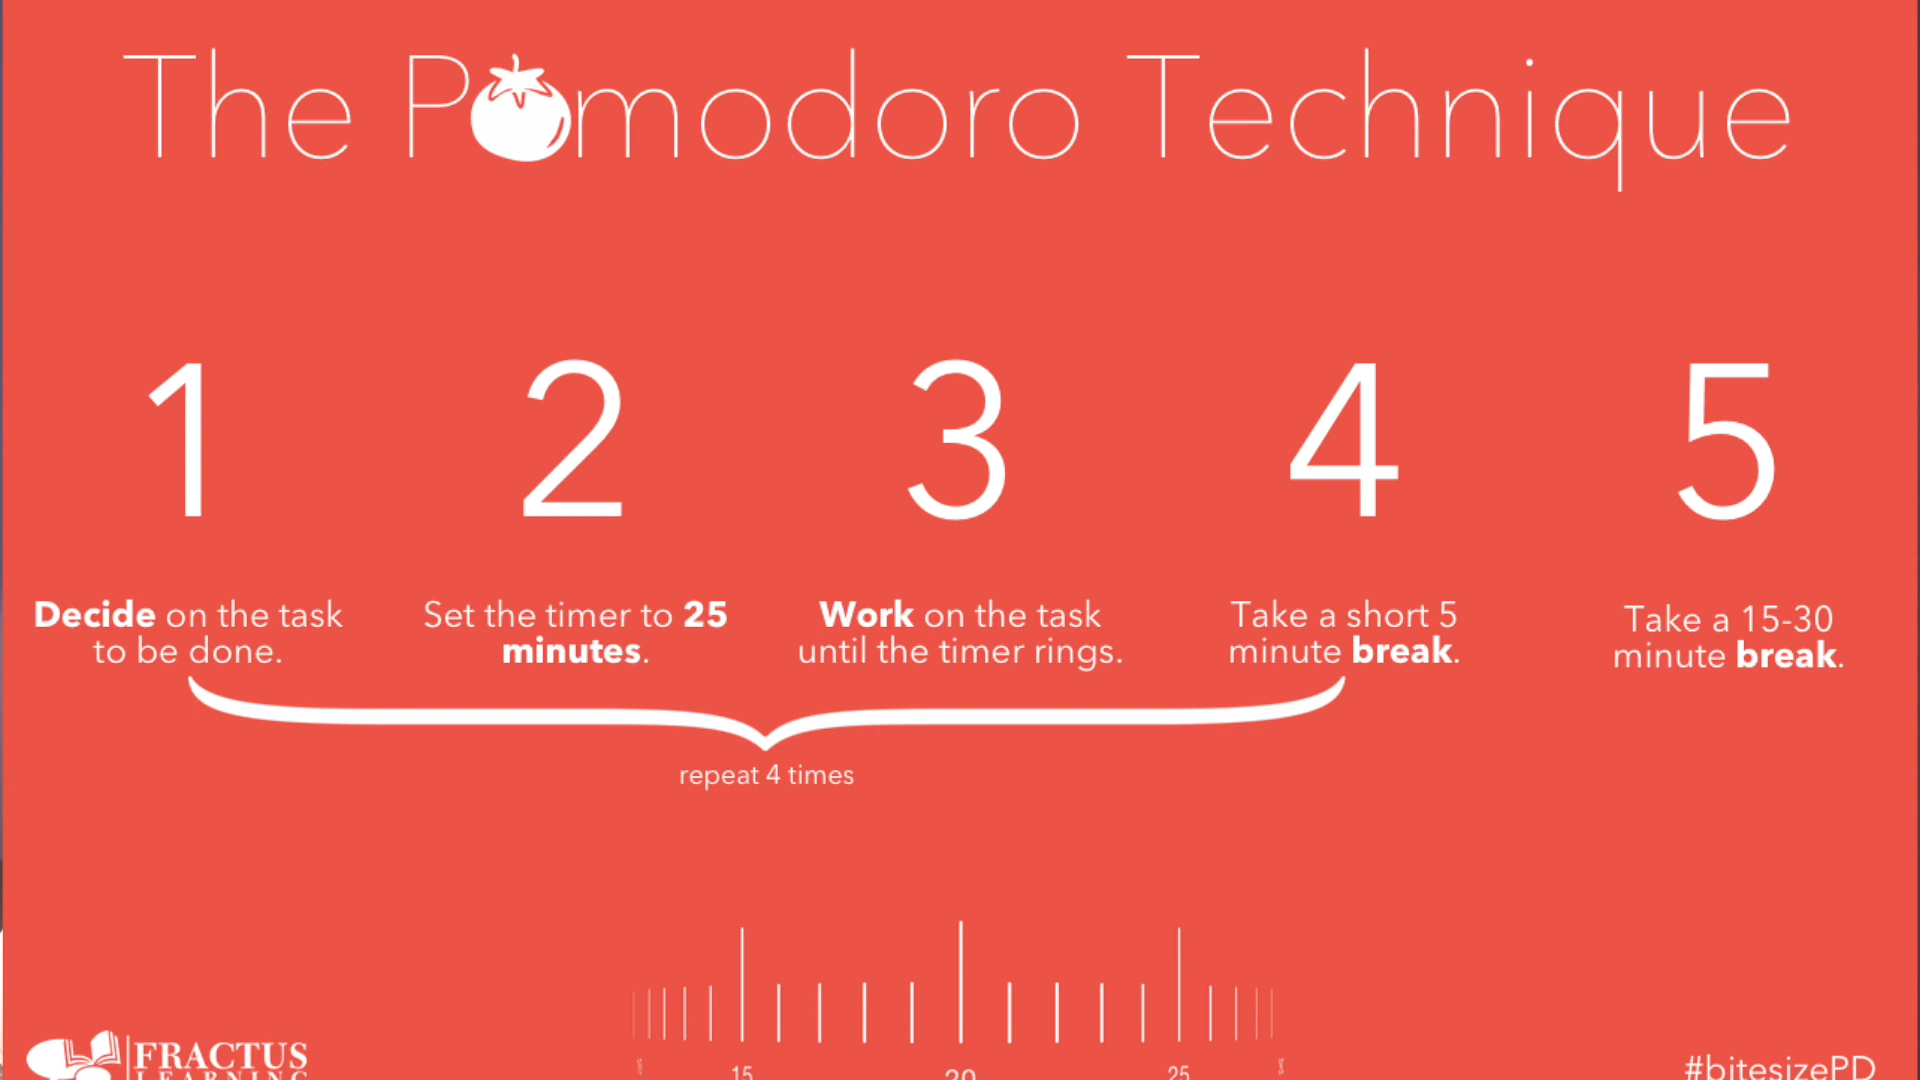 The Pomodoro Technique
1
2
3
4
5
Decide on the task
to be done.
Set the timer to 25
minutes.
Work on the task
until the timer rings.
Take a short 5
minute break.
Take a 15-30
minute break.
repeat 4 times
15
20
25
FRACTUS
LEARNING
#bitesizePD